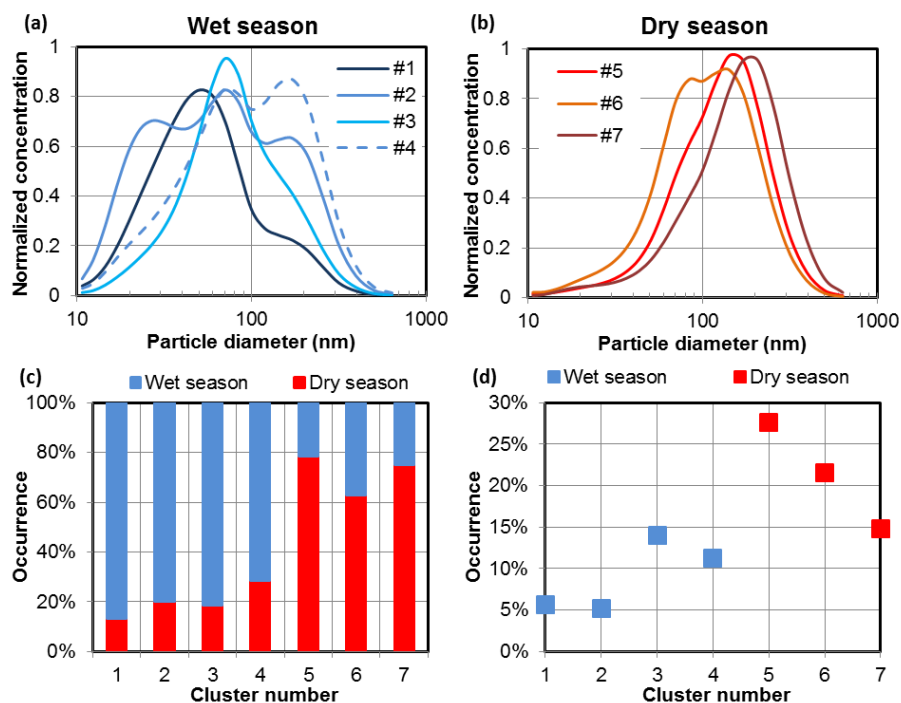 (a) Wet season
Normalized concentration
1
0.8
0.6
0.4
0.2
0
#1
#2
#3
#4
10 100 1000
Particle diameter (nm)
(b) Dry season
Normalized concentration
1
0.8
0.6
0.4
0.2
0
#5
#6
#7
10 100 1000
Particle diameter (nm)
(c) Wet season Dry season
Occurrence
100%
80%
60%
40%
20%
0%
1 2 3 4 5 6 7
Cluster number
(d) Wet season Dry season
Occurrence
30%
25%
20%
15%
10%
5%
0%
1 2 3 4 5 6 7
Cluster number